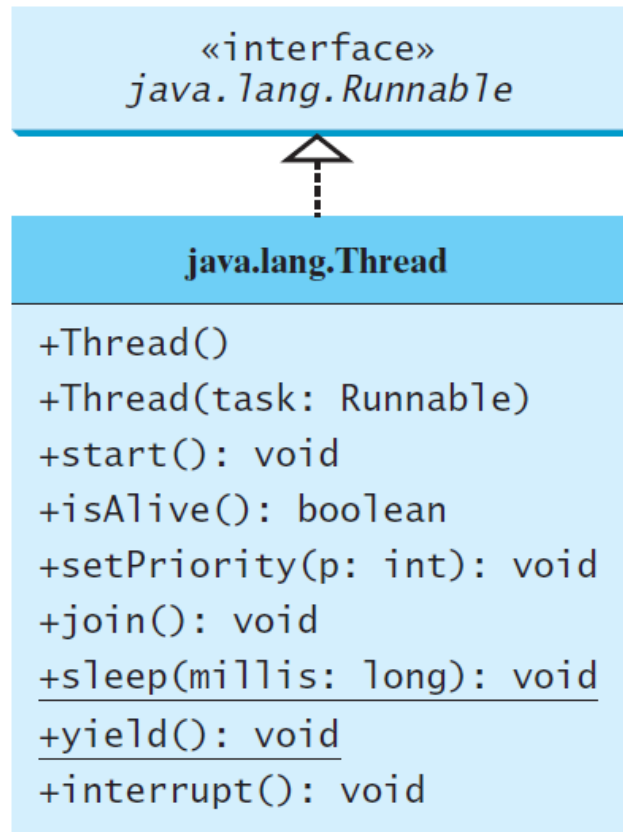 «interface»
java.lang.Runnable
java.lang.Thread
+Thread()
+Thread(task: Runnable)
+start(): void
+isAlive(): boolean
+setPriority(p: int): void
+join(): void
+sleep(millis: long): void
+yield(): void
+interrupt(): void